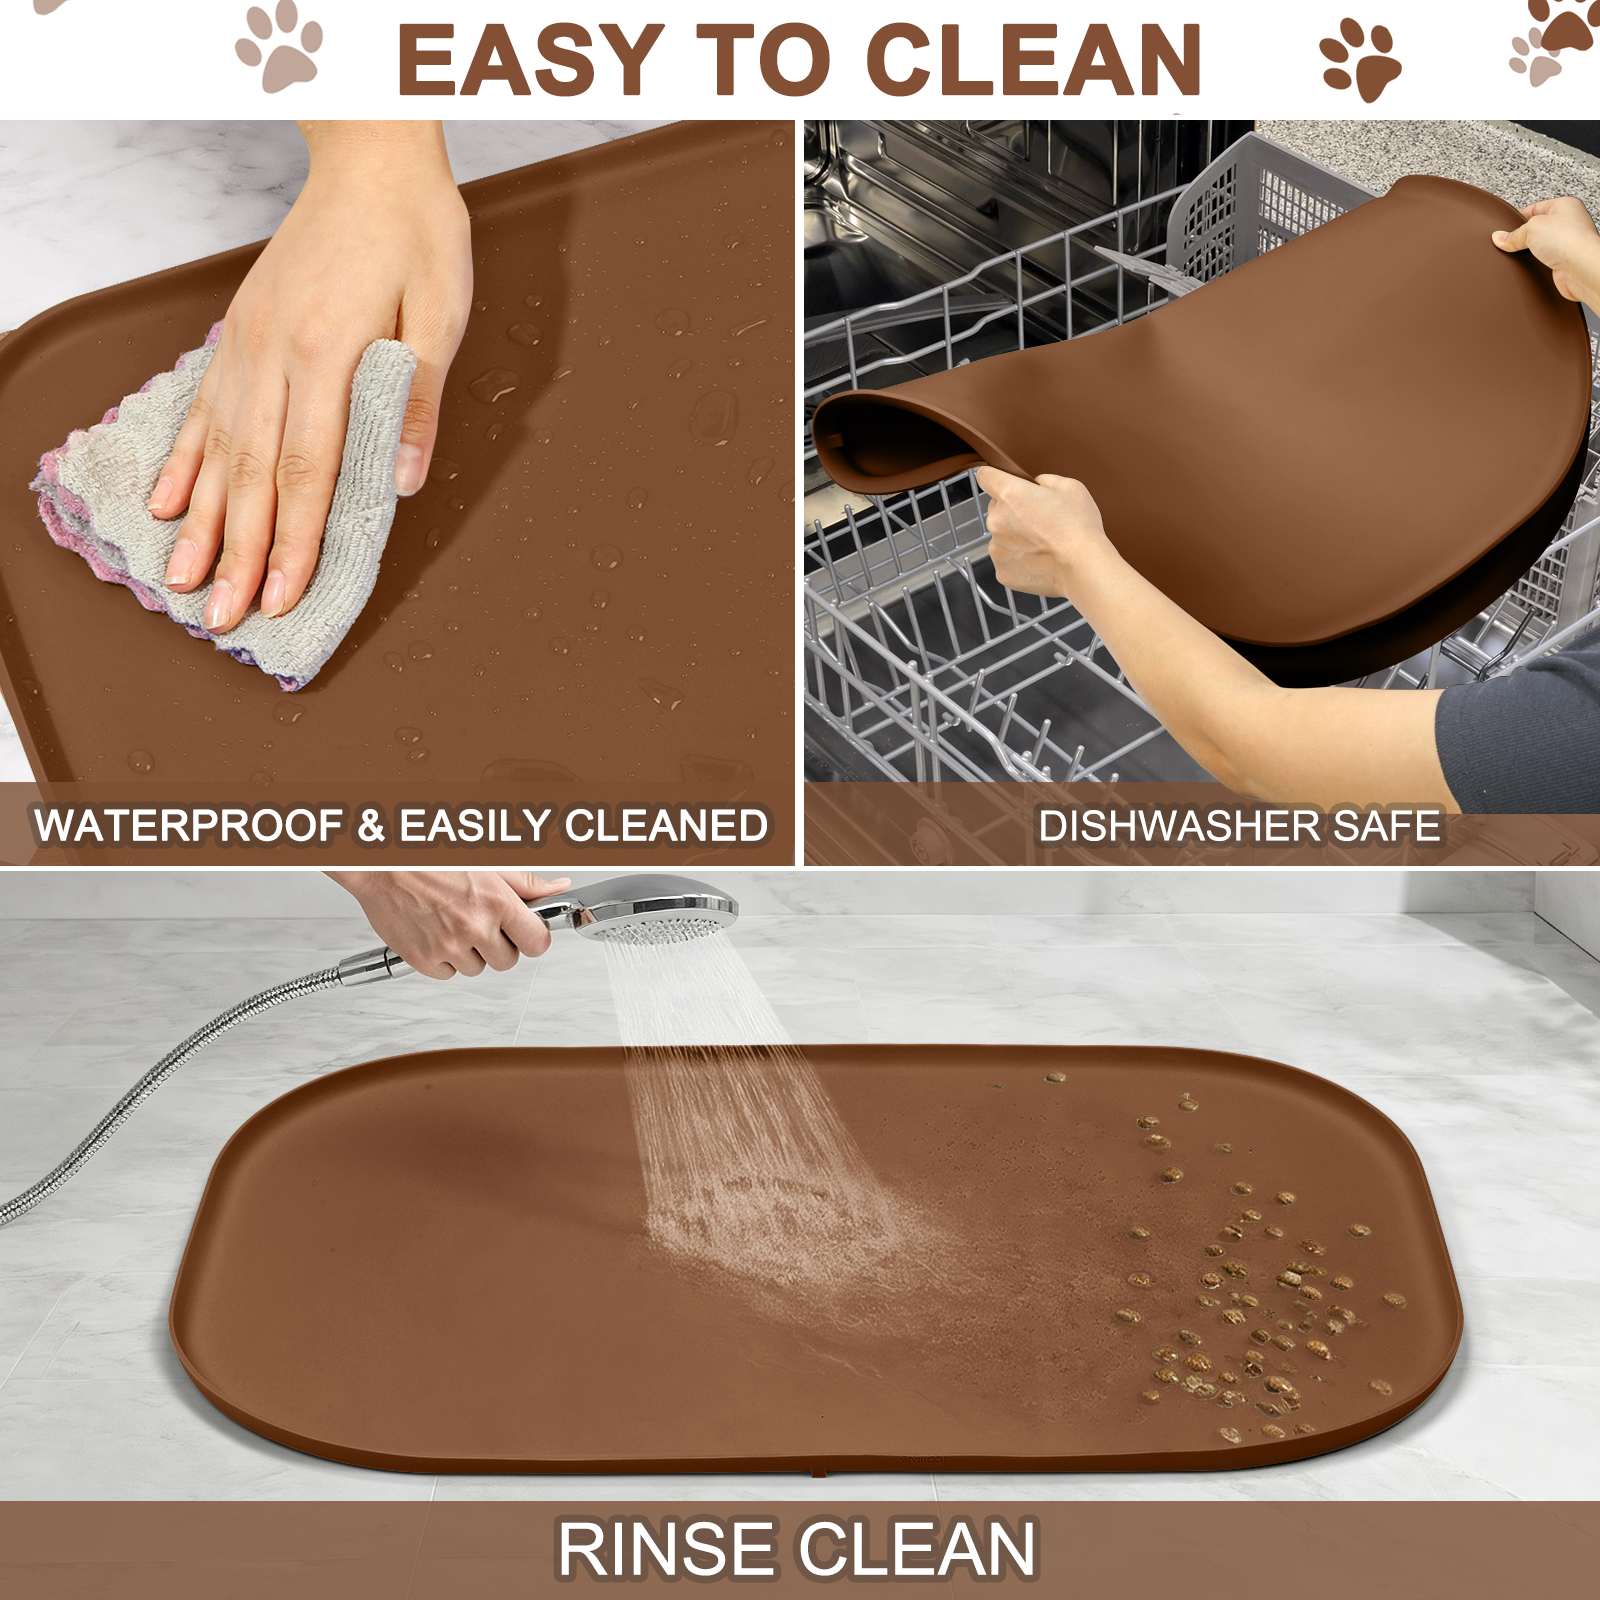 EASY TO CLEAN
WATERPROOF & EASILY CLEANED
DISHWASHER SAFE
RINSE CLEAN